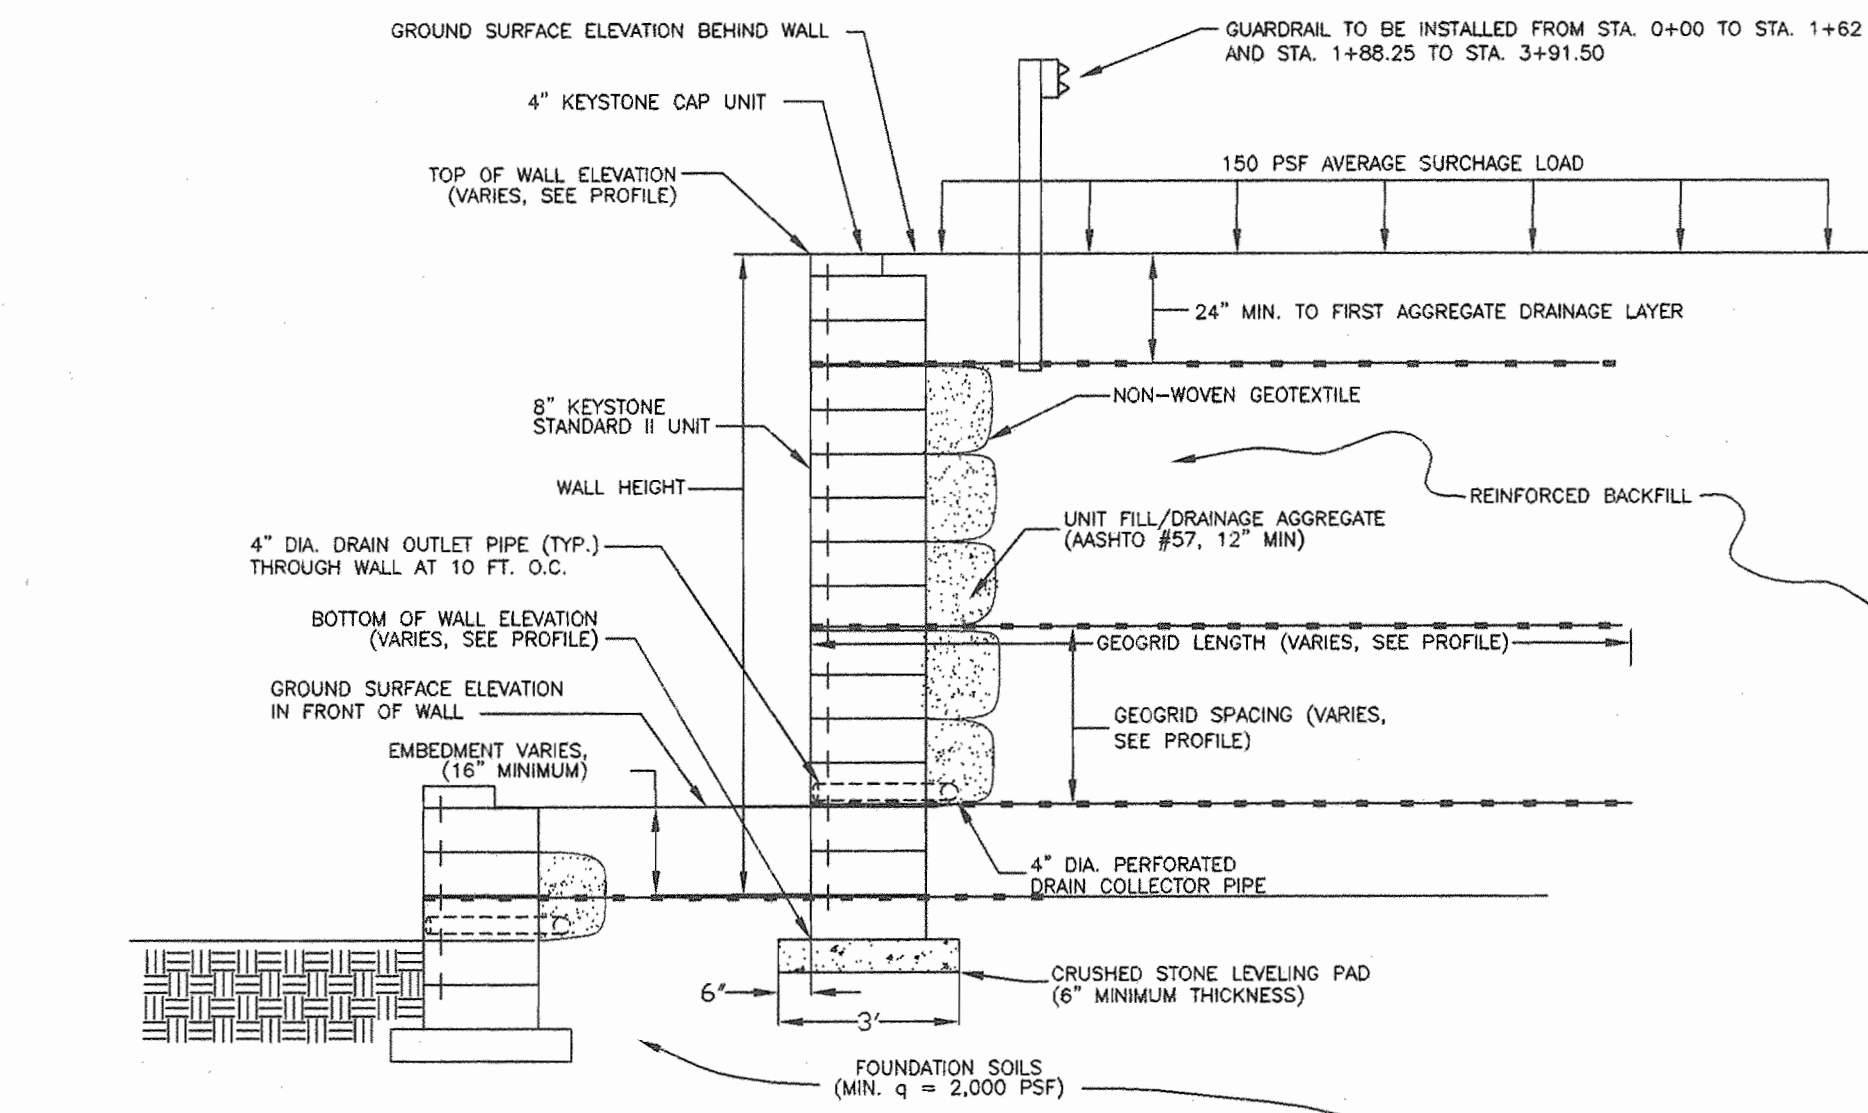 GROUND SURFACE ELEVATION BEHIND WALL
GUARDRAIL TO BE INSTALLED FROM STA. 0+00 TO STA. 1+62
AND STA. 1+88.25 TO STA. 3+91.50
4" KEYSTONE CAP UNIT
TOP OF WALL ELEVATION
(VARIES, SEE PROFILE)
150 PSF AVERAGE SURCHAGE LOAD
24" MIN. TO FIRST AGGREGATE DRAINAGE LAYER
8" KEYSTONE
STANDARD II UNIT
NON-WOVEN GEOTEXTILE
WALL HEIGHT
REINFORCED BACKFILL
UNIT FILL/DRAINAGE AGGREGATE
(AASHTO #57, 12" MIN)
4" DIA. DRAIN OUTLET PIPE (TYP.)
THROUGH WALL AT 10 FT. O.C.
BOTTOM OF WALL ELEVATION
(VARIES, SEE PROFILE)
GEOGRID LENGTH (VARIES, SEE PROFILE)
GROUND SURFACE ELEVATION
IN FRONT OF WALL
GEOGRID SPACING (VARIES,
SEE PROFILE)
EMBEDMENT VARIES,
(16" MINIMUM)
4" DIA. PERFORATED
DRAIN COLLECTOR PIPE
CRUSHED STONE LEVELING PAD
(6" MINIMUM THICKNESS)
6"
3'
FOUNDATION SOILS
(MIN. q = 2,000 PSF)